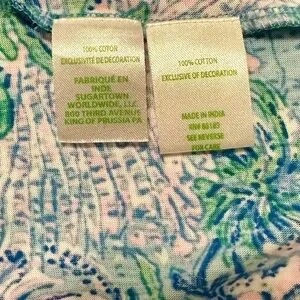 100% COTTON
EXCLUSIVITÉ DE DÉCORATION
FABRIQUÉ EN
INDE
SUGARTOWN
WORLDWIDE, LLC
800 THIRD AVENUE
KING OF PRUSSIA PA
100% COTTON
EXCLUSIVE OF DECORATION
MADE IN INDIA
SEE REVERSE
FOR CARE